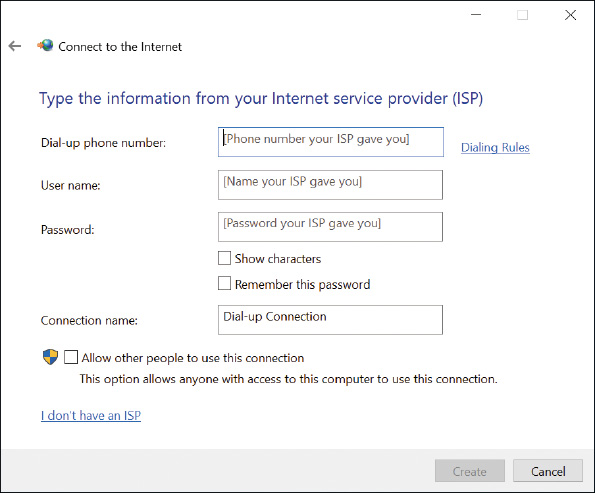 Connect to the Internet
Type the information from your Internet service provider (ISP)
Dial-up phone number: [Phone number your ISP gave you] Dialing Rules
User name: [Name your ISP gave you]
Password: [Password your ISP gave you]
Show characters
Remember this password
Connection name: Dial-up Connection
Allow other people to use this connection
This option allows anyone with access to this computer to use this connection.
I don't have an ISP
Create Cancel